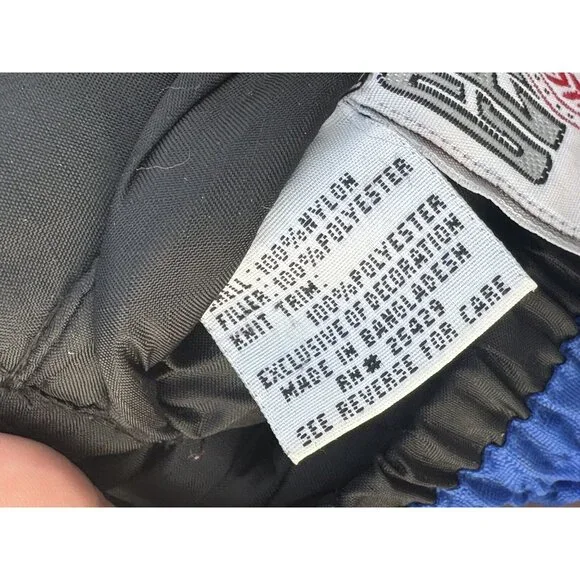 100%NYLON
FILLER: 100%POLYESTER
KNIT TRIM:
100%POLYESTER
EXCLUSIVE OF DECORATION
MADE IN BANGLADESH
RN# 25429
SEE REVERSE FOR CARE